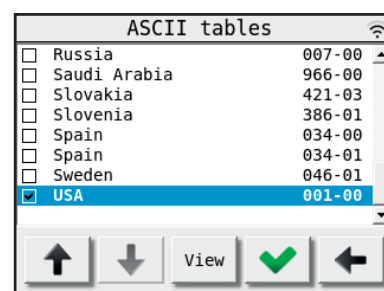 ASCII tables
Russia 007-00
Saudi Arabia 966-00
Slovakia 421-03
Slovenia 386-01
Spain 034-00
Spain 034-01
Sweden 046-01
USA 001-00
View